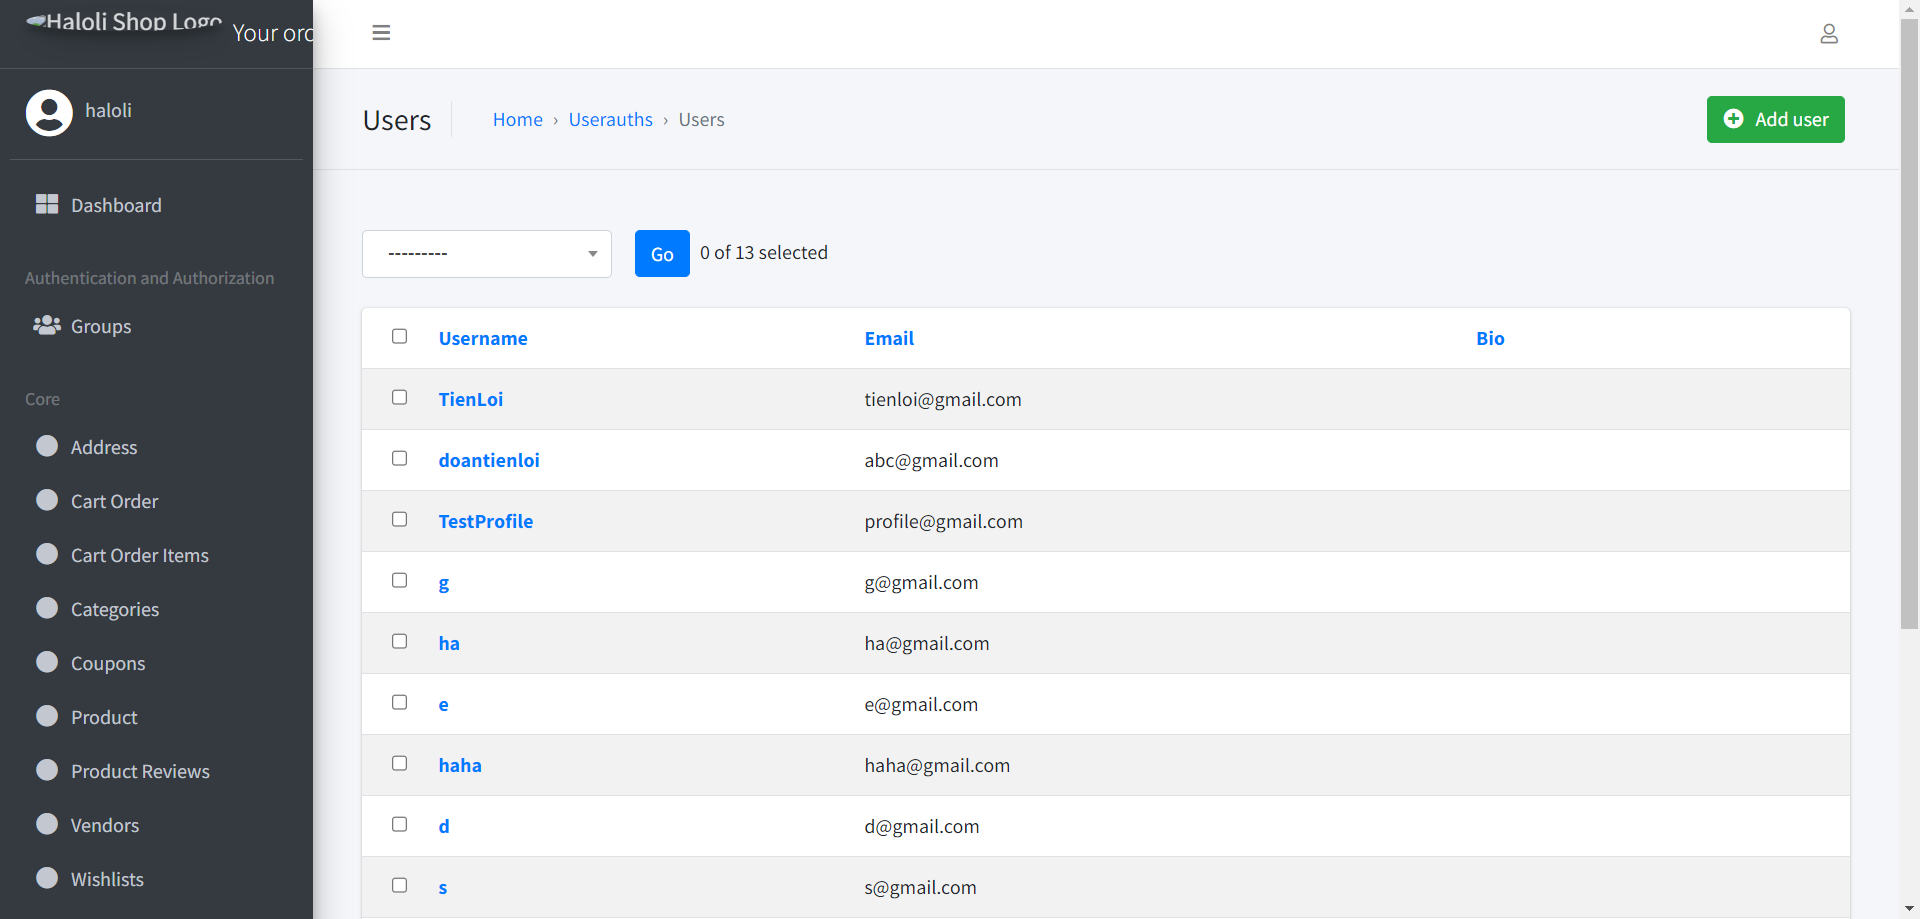 Haloli Shop Logo
Your ord
haloli
Dashboard
Authentication and Authorization
Groups
Core
Address
Cart Order
Cart Order Items
Categories
Coupons
Product
Product Reviews
Vendors
Wishlists
Users
Home › Userauths › Users
Add user
---------
Go
0 of 13 selected
Username Email Bio
TienLoi tienloi@gmail.com
doantienloi abc@gmail.com
TestProfile profile@gmail.com
g g@gmail.com
ha ha@gmail.com
e e@gmail.com
haha haha@gmail.com
d d@gmail.com
s s@gmail.com